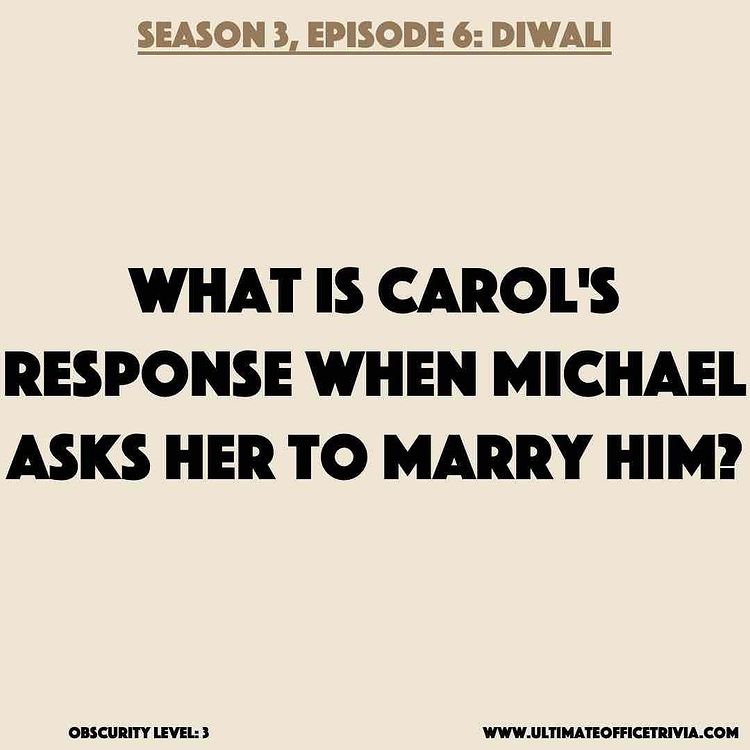 SEASON 3, EPISODE 6: DIWALI
WHAT IS CAROL'S
RESPONSE WHEN MICHAEL
ASKS HER TO MARRY HIM?
OBSCURITY LEVEL: 3
WWW.ULTIMATEOFFICETRIVIA.COM